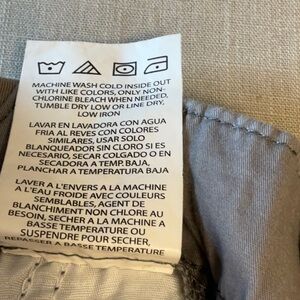 MACHINE WASH COLD INSIDE OUT
WITH LIKE COLORS, ONLY NON-
CHLORINE BLEACH WHEN NEEDED,
TUMBLE DRY LOW OR LINE DRY,
LOW IRON
LAVAR EN LAVADORA CON AGUA
FRIA AL REVES CON COLORES
SIMILARES, USAR SOLO
BLANQUEADOR SIN CLORO SI ES
NECESARIO, SECAR COLGADO O EN
SECADORA A TEMP. BAJA,
PLANCHAR A TEMPERATURA BAJA
LAVER A L'ENVERS A LA MACHINE
A L'EAU FROIDE AVEC COULEURS
SEMBLABLES, AGENT DE
BLANCHIMENT NON CHLORE AU
BESOIN, SECHER A LA MACHINE A
BASSE TEMPERATURE OU
SUSPENDRE POUR SECHER,
REPASSER A BASSE TEMPERATURE